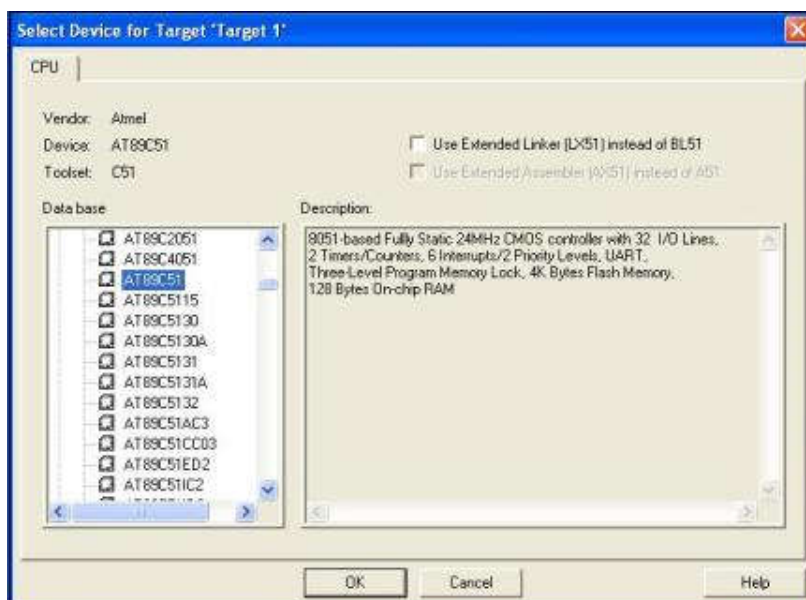 Select Device for Target 'Target 1'
CPU
Vendor: Atmel
Device: AT89C51
Toolset: C51
Use Extended Linker (LX51) instead of BL51
Use Extended Assembler (AX51) instead of A51
Data base
Description:
AT89C2051
AT89C4051
AT89C51
AT89C5115
AT89C5130
AT89C5130A
AT89C5131
AT89C5131A
AT89C5132
AT89C51AC3
AT89C51CC03
AT89C51ED2
AT89C51IC2
8051-based Fullly Static 24MHz CMOS controller with 32 I/O Lines,
2 Timers/Counters, 6 Interrupts/2 Priority Levels, UART,
Three-Level Program Memory Lock, 4K Bytes Flash Memory,
128 Bytes On-chip RAM
OK
Cancel
Help